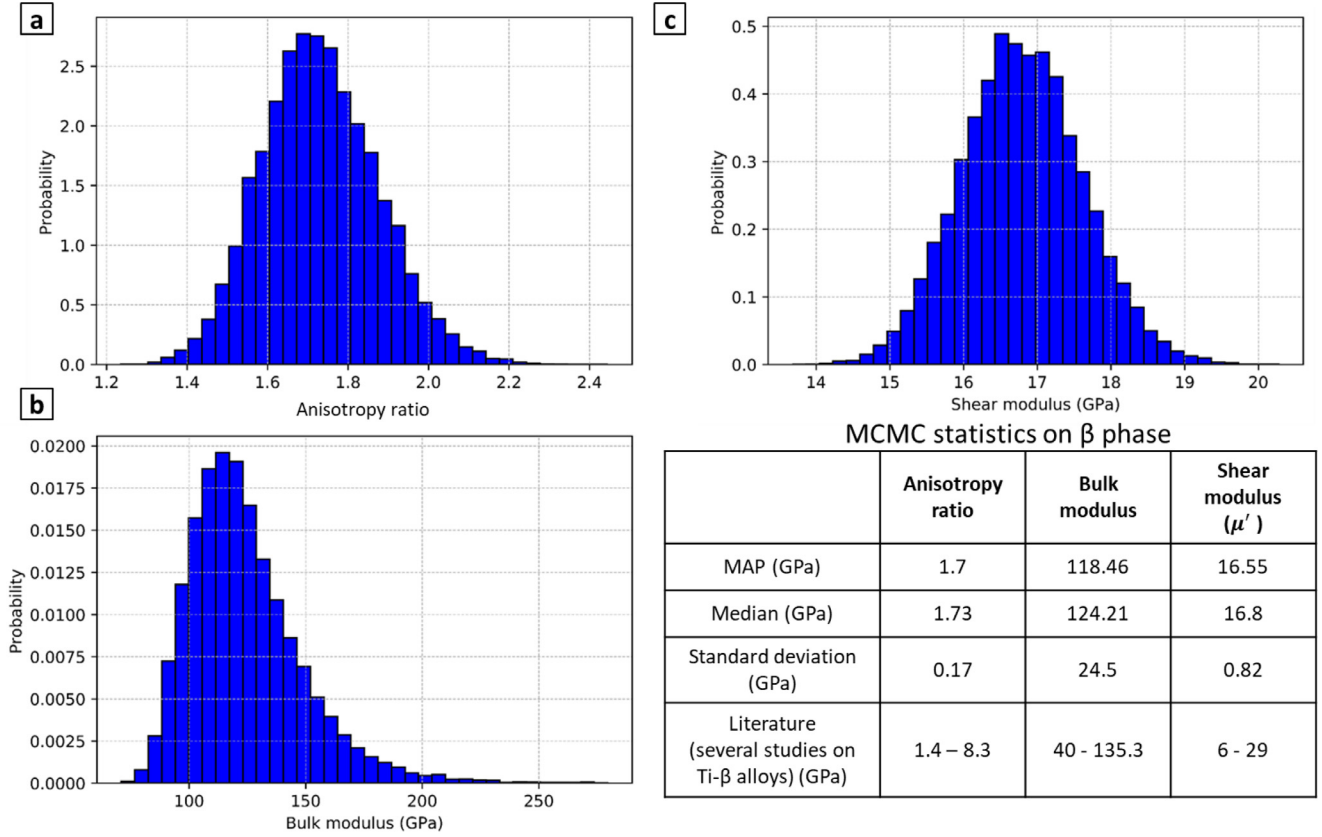 a
2.5
2.0
1.5
1.0
0.5
0.0
Probability
1.2 1.4 1.6 1.8 2.0 2.2 2.4
Anisotropy ratio
b
0.0200
0.0175
0.0150
0.0125
0.0100
0.0075
0.0050
0.0025
0.0000
Probability
100 150 200 250
Bulk modulus (GPa)
c
0.5
0.4
0.3
0.2
0.1
0.0
Probability
14 15 16 17 18 19 20
Shear modulus (GPa)
MCMC statistics on β phase
Anisotropy
ratio
Bulk
modulus
Shear
modulus
(μ′ )
MAP (GPa) 1.7 118.46 16.55
Median (GPa) 1.73 124.21 16.8
Standard deviation
(GPa)
0.17 24.5 0.82
Literature
(several studies on
Ti-β alloys) (GPa)
1.4 – 8.3 40 - 135.3 6 - 29